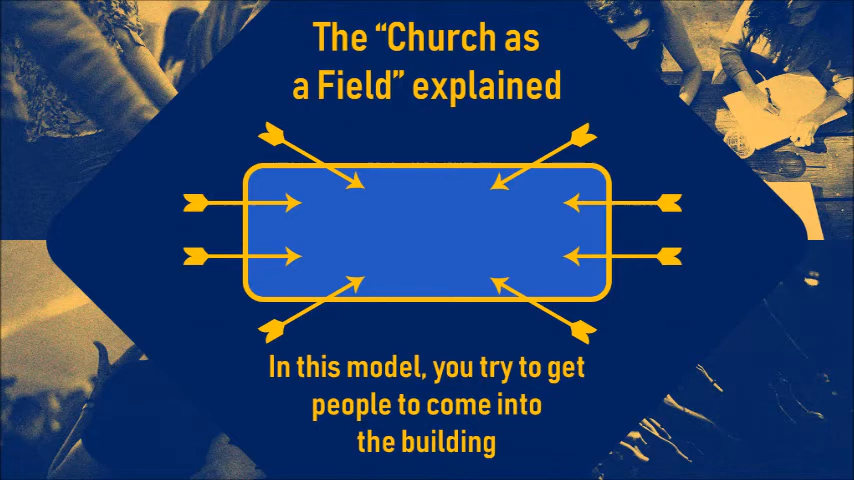 The “Church as
a Field” explained
In this model, you try to get
people to come into
the building